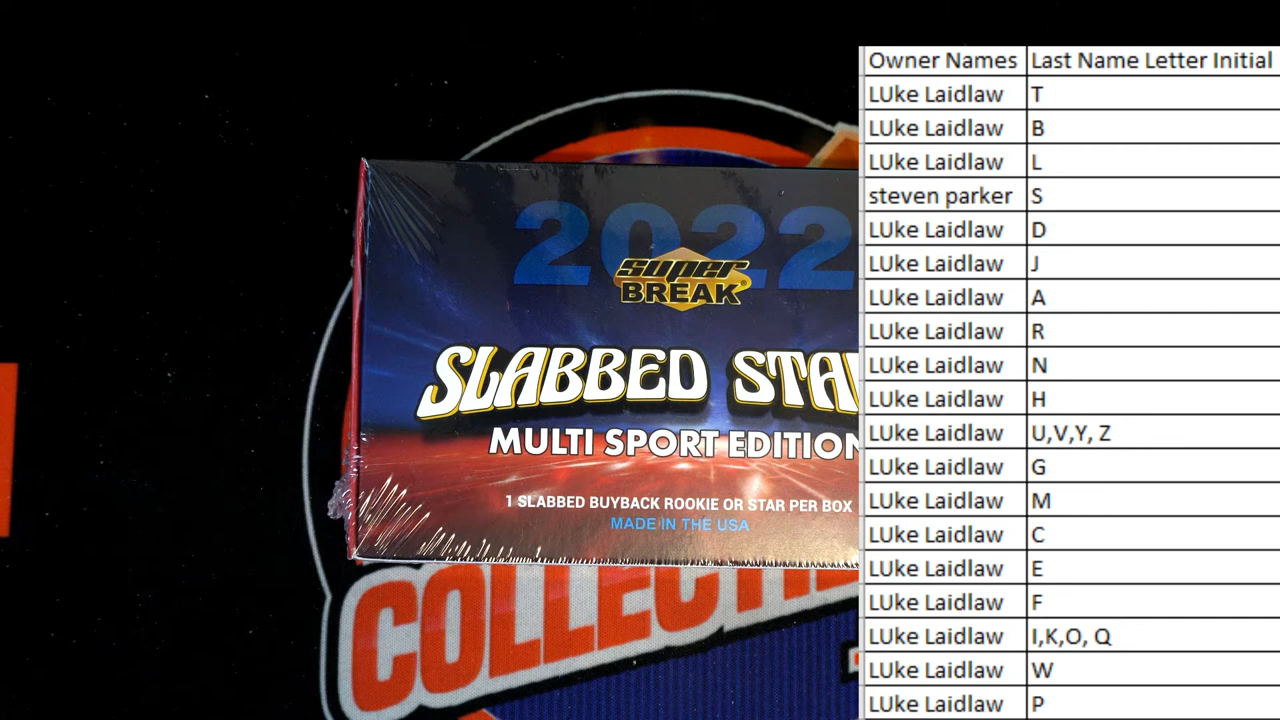 2022
super
BREAK
SLABBED STA
MULTI SPORT EDITION
1 SLABBED BUYBACK ROOKIE OR STAR PER BOX
MADE IN THE USA
Owner Names Last Name Letter Initial
LUke Laidlaw T
LUke Laidlaw B
LUke Laidlaw L
steven parker S
LUke Laidlaw D
LUke Laidlaw J
LUke Laidlaw A
LUke Laidlaw R
LUke Laidlaw N
LUke Laidlaw H
LUke Laidlaw U,V,Y, Z
LUke Laidlaw G
LUke Laidlaw M
LUke Laidlaw C
LUke Laidlaw E
LUke Laidlaw F
LUke Laidlaw I,K,O, Q
LUke Laidlaw W
LUke Laidlaw P